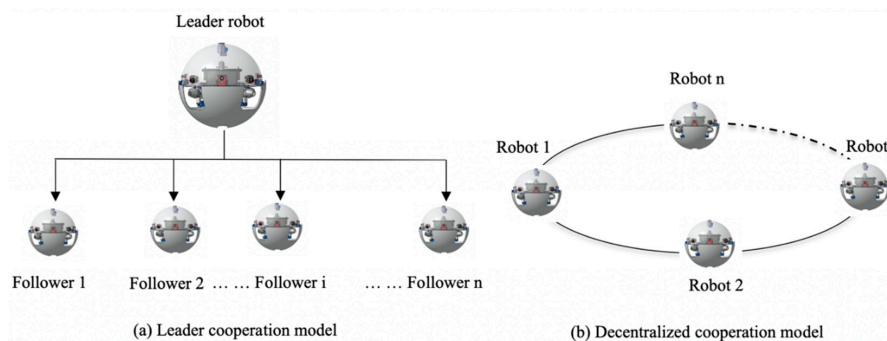 Leader robot
Follower 1
Follower 2
... ...
Follower i
... ...
Follower n
(a) Leader cooperation model
Robot n
Robot 1
Robot
Robot 2
(b) Decentralized cooperation model